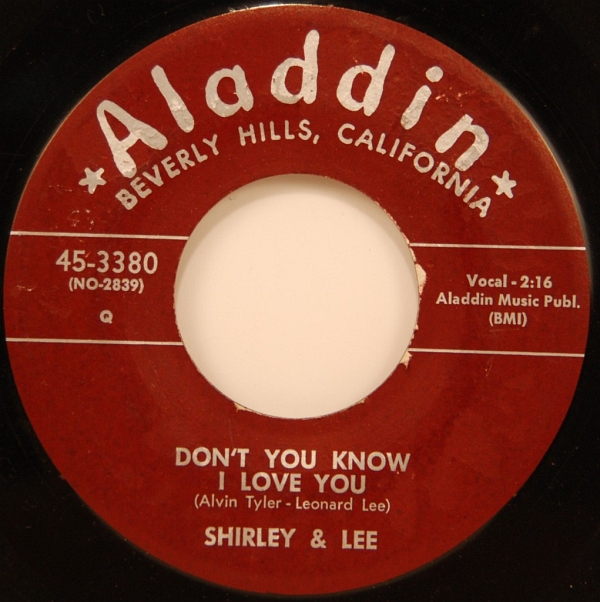 Aladdin
BEVERLY HILLS, CALIFORNIA
45-3380
(NO-2839)
Q
Vocal - 2:16
Aladdin Music Publ.
(BMI)
DON'T YOU KNOW
I LOVE YOU
(Alvin Tyler - Leonard Lee)
SHIRLEY & LEE